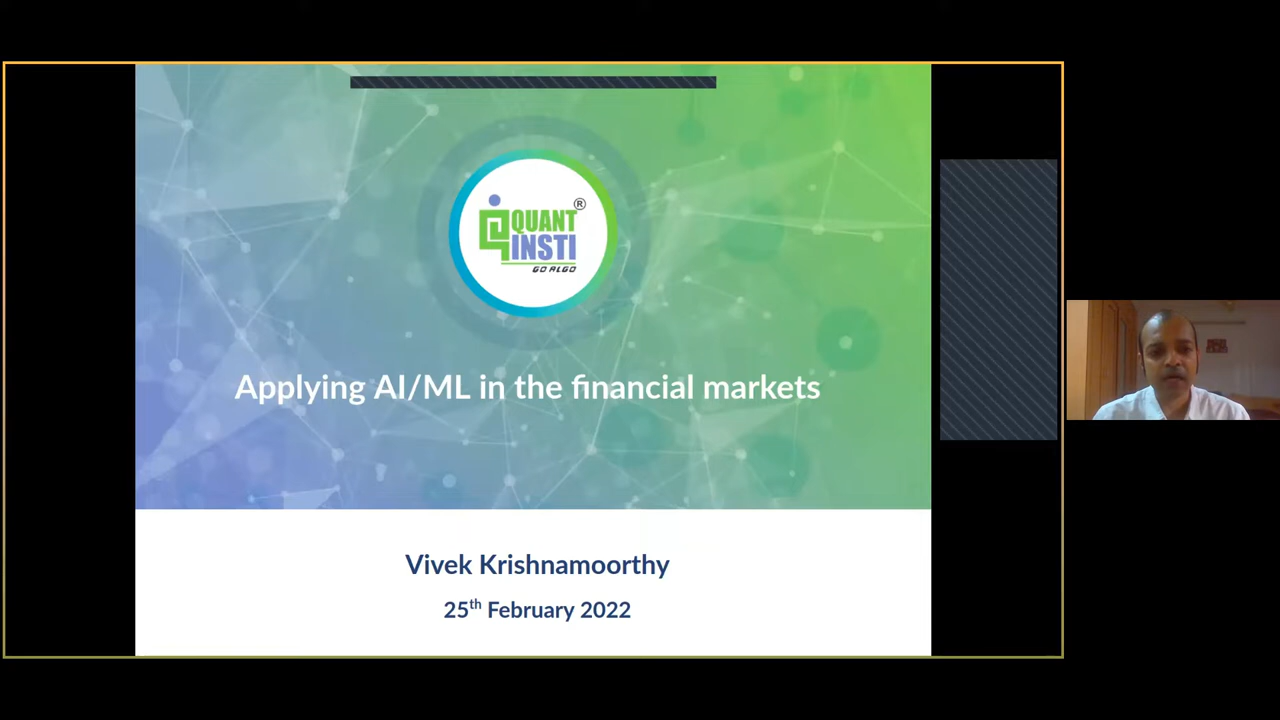 QUANT
INSTI
®
GO ALGO
Applying AI/ML in the financial markets
Vivek Krishnamoorthy
25th February 2022